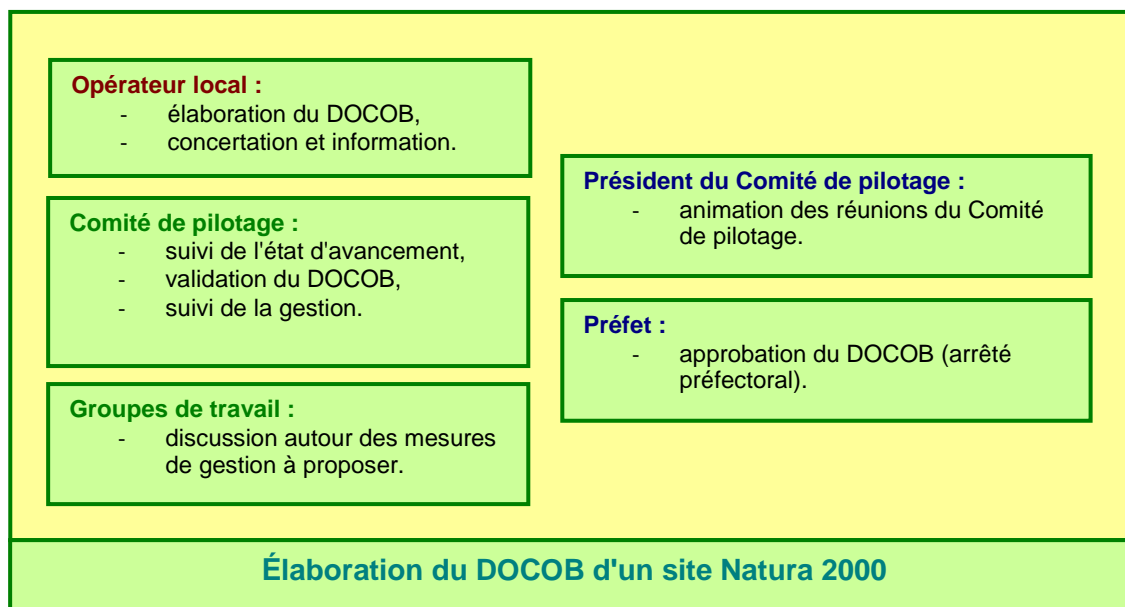 Opérateur local :
- élaboration du DOCOB,
- concertation et information.
Comité de pilotage :
- suivi de l'état d'avancement,
- validation du DOCOB,
- suivi de la gestion.
Groupes de travail :
- discussion autour des mesures
de gestion à proposer.
Président du Comité de pilotage :
- animation des réunions du Comité
de pilotage.
Préfet :
- approbation du DOCOB (arrêté
préfectoral).
Élaboration du DOCOB d'un site Natura 2000